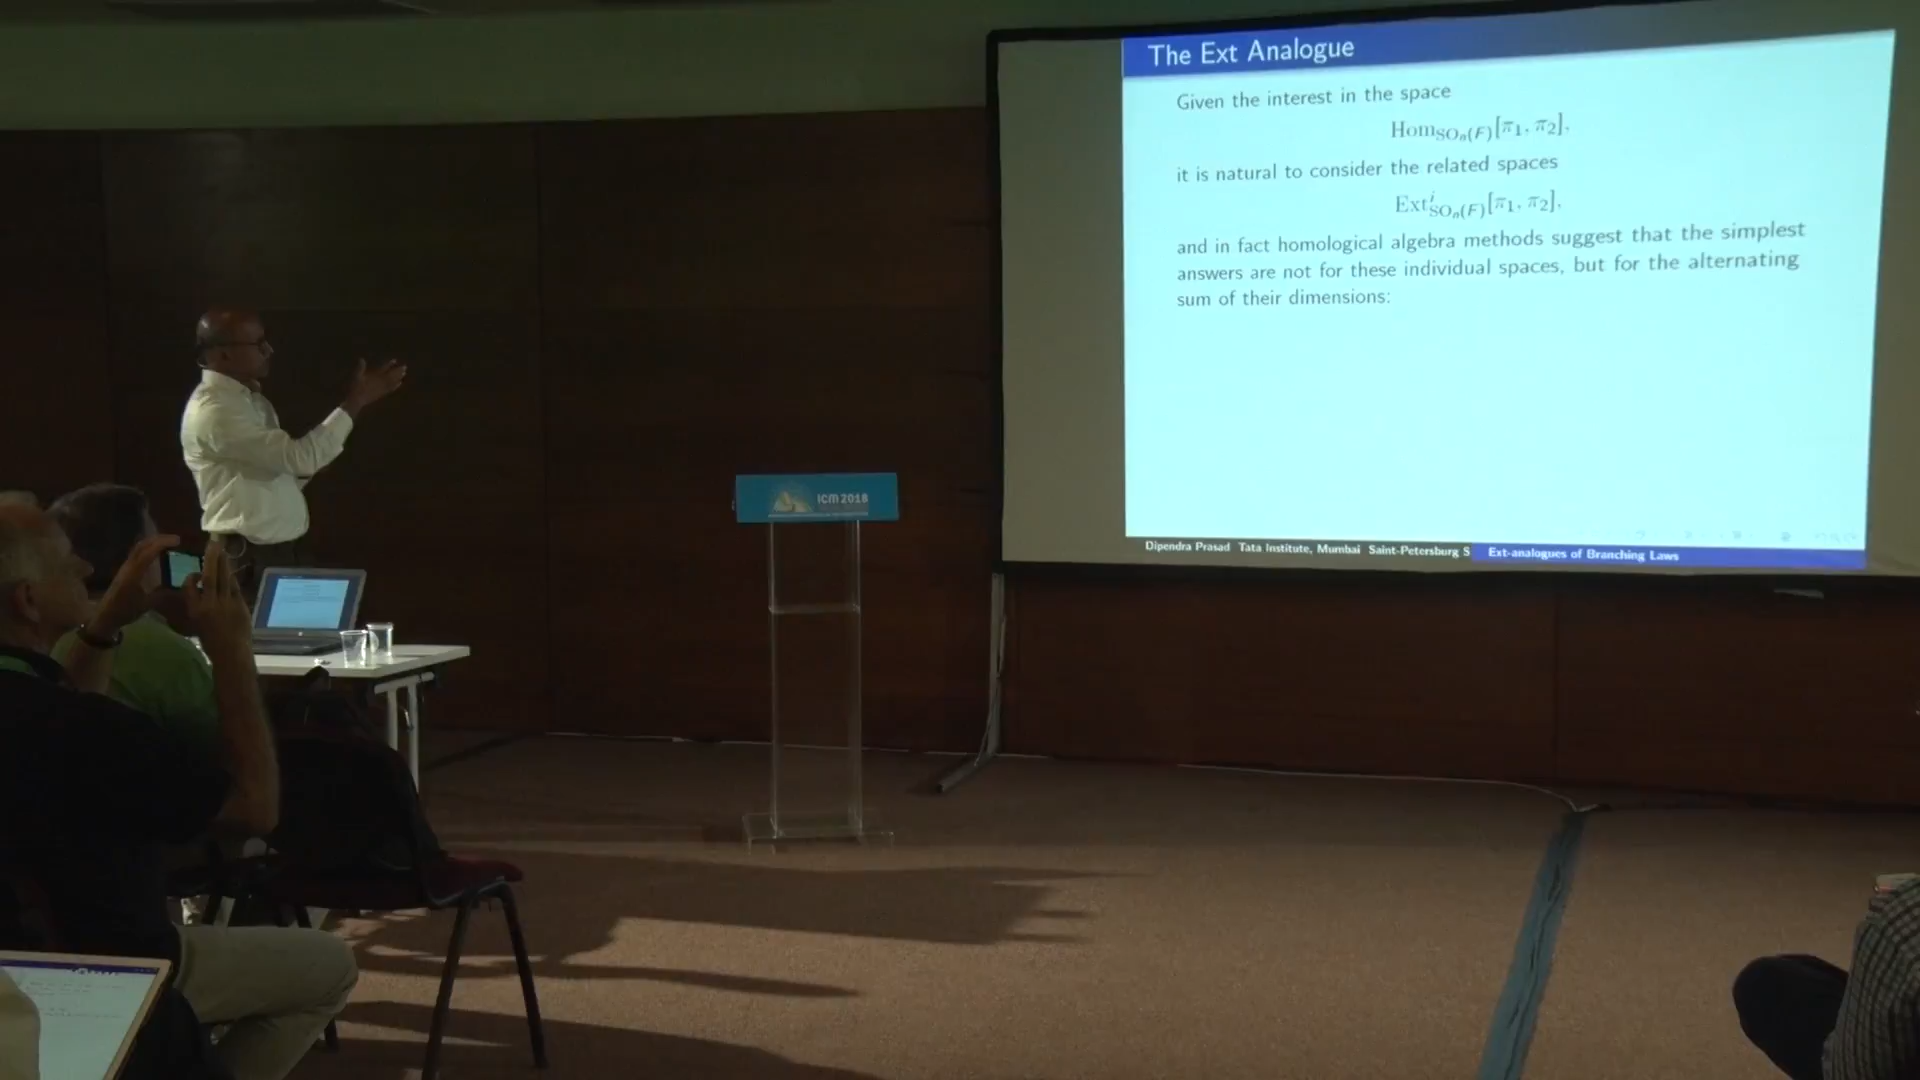 The Ext Analogue
Given the interest in the space
Hom_{SO_n(F)}[π_1, π_2],
it is natural to consider the related spaces
Ext^i_{SO_n(F)}[π_1, π_2],
and in fact homological algebra methods suggest that the simplest
answers are not for these individual spaces, but for the alternating
sum of their dimensions:
Dipendra Prasad Tata Institute, Mumbai Saint-Petersburg S
Ext-analogues of Branching Laws
ICM 2018